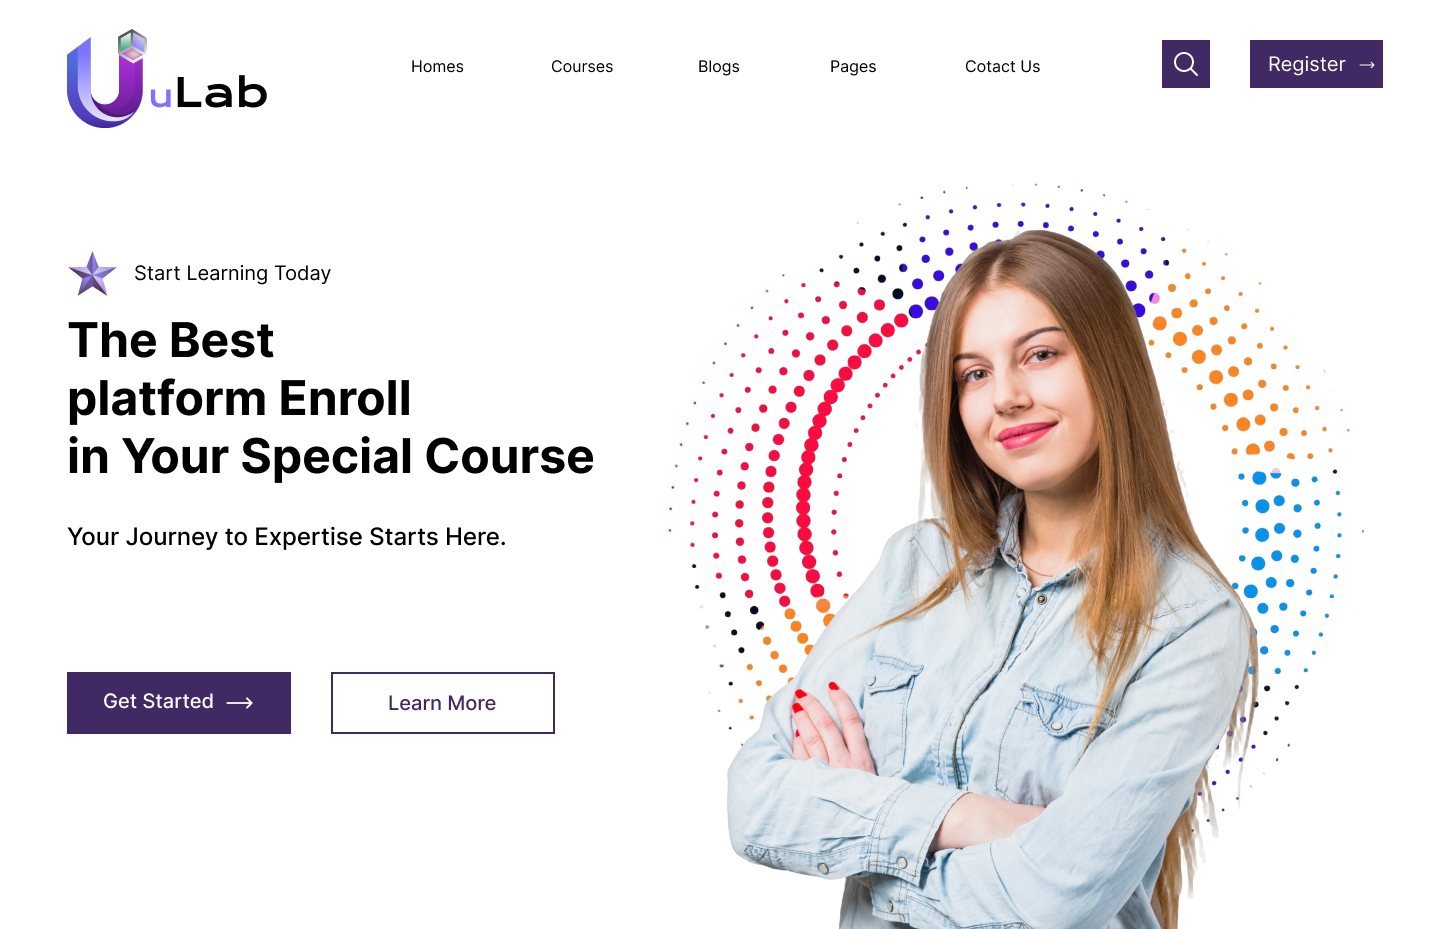 uLab
Homes
Courses
Blogs
Pages
Cotact Us
Register →
Start Learning Today
The Best
platform Enroll
in Your Special Course
Your Journey to Expertise Starts Here.
Get Started →
Learn More